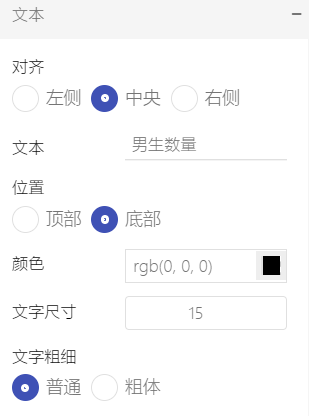 文本
对齐
左侧 中央 右侧
文本 男生数量
位置
顶部 底部
颜色 rgb(0, 0, 0)
文字尺寸 15
文字粗细
普通 粗体